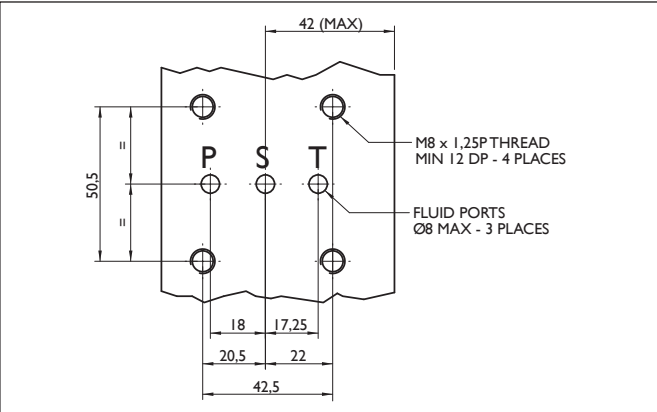 42 (MAX)
M8 x 1,25P THREAD
MIN 12 DP - 4 PLACES
P S T
=
50,5
FLUID PORTS
Ø8 MAX - 3 PLACES
=
18 17,25
20,5 22
42,5